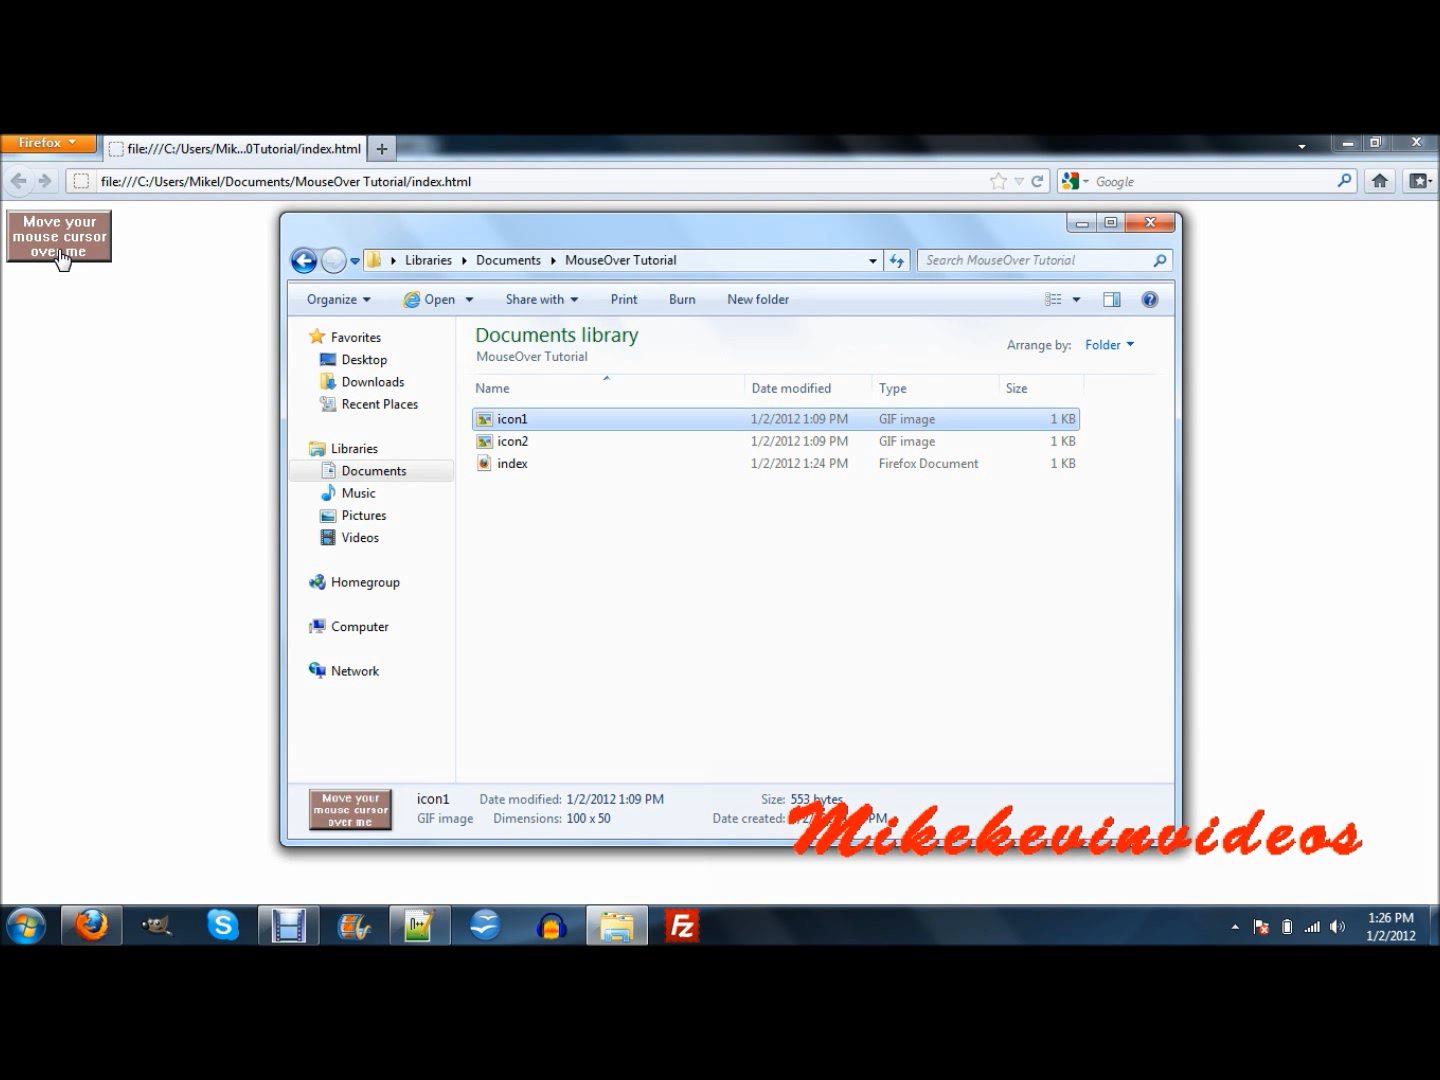 Firefox
file:///C:/Users/Mik...0Tutorial/index.html
file:///C:/Users/Mikel/Documents/MouseOver Tutorial/index.html
Google
Move your
mouse cursor
over me
Libraries Documents MouseOver Tutorial
Search MouseOver Tutorial
Organize Open Share with Print Burn New folder
Favorites
Desktop
Downloads
Recent Places
Libraries
Documents
Music
Pictures
Videos
Homegroup
Computer
Network
Documents library
MouseOver Tutorial
Arrange by: Folder
Name Date modified Type Size
icon1 1/2/2012 1:09 PM GIF image 1 KB
icon2 1/2/2012 1:09 PM GIF image 1 KB
index 1/2/2012 1:24 PM Firefox Document 1 KB
Move your
mouse cursor
over me
icon1 Date modified: 1/2/2012 1:09 PM Size: 553 bytes
GIF image Dimensions: 100 x 50 Date created: PM
Mikekevinvideos
1:26 PM
1/2/2012